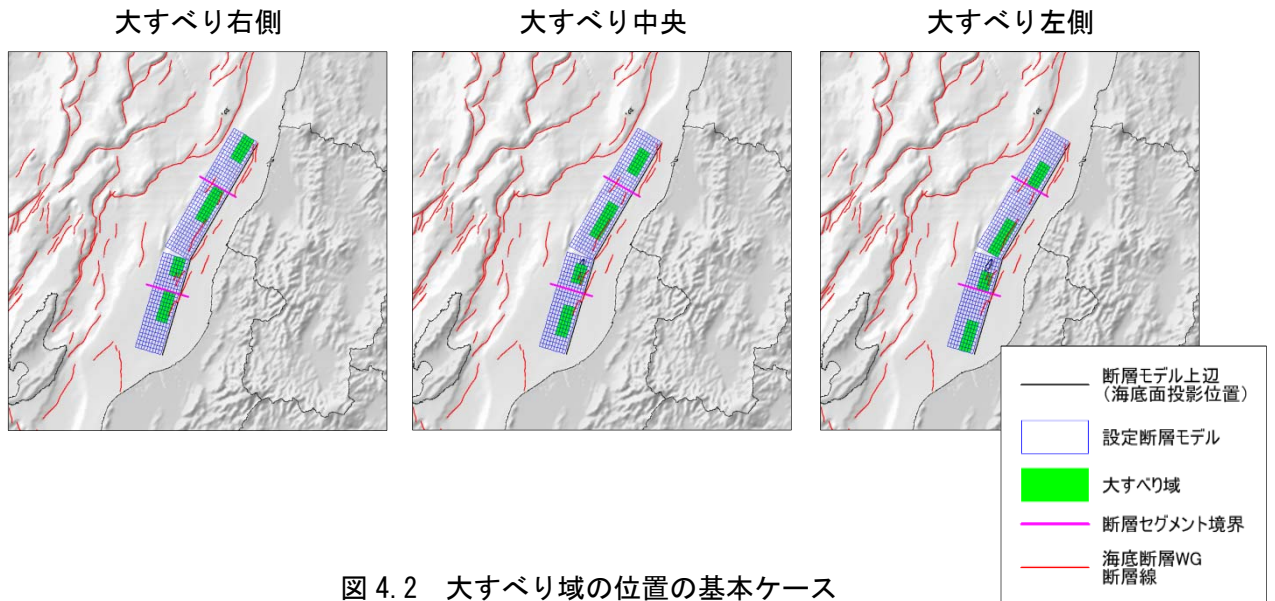 大すべり右側
大すべり中央
大すべり左側
断層モデル上辺
(海底面投影位置)
設定断層モデル
大すべり域
断層セグメント境界
海底断層WG
断層線
図 4.2 大すべり域の位置の基本ケース